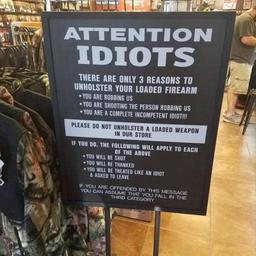 ATTENTION
IDIOTS
THERE ARE ONLY 3 REASONS TO
UNHOLSTER YOUR LOADED FIREARM
• YOU ARE ROBBING US
• YOU ARE SHOOTING THE PERSON ROBBING US
• YOU ARE A COMPLETE INCOMPETENT IDIOT!!!
PLEASE DO NOT UNHOLSTER A LOADED WEAPON
IN OUR STORE
IF YOU DO, THE FOLLOWING WILL APPLY TO EACH
OF THE ABOVE
• YOU WILL BE SHOT
• YOU WILL BE THANKED
• YOU WILL BE TREATED LIKE AN IDIOT
& ASKED TO LEAVE
IF YOU ARE OFFENDED BY THIS MESSAGE
YOU CAN ASSUME THAT YOU FALL IN THE
THIRD CATEGORY